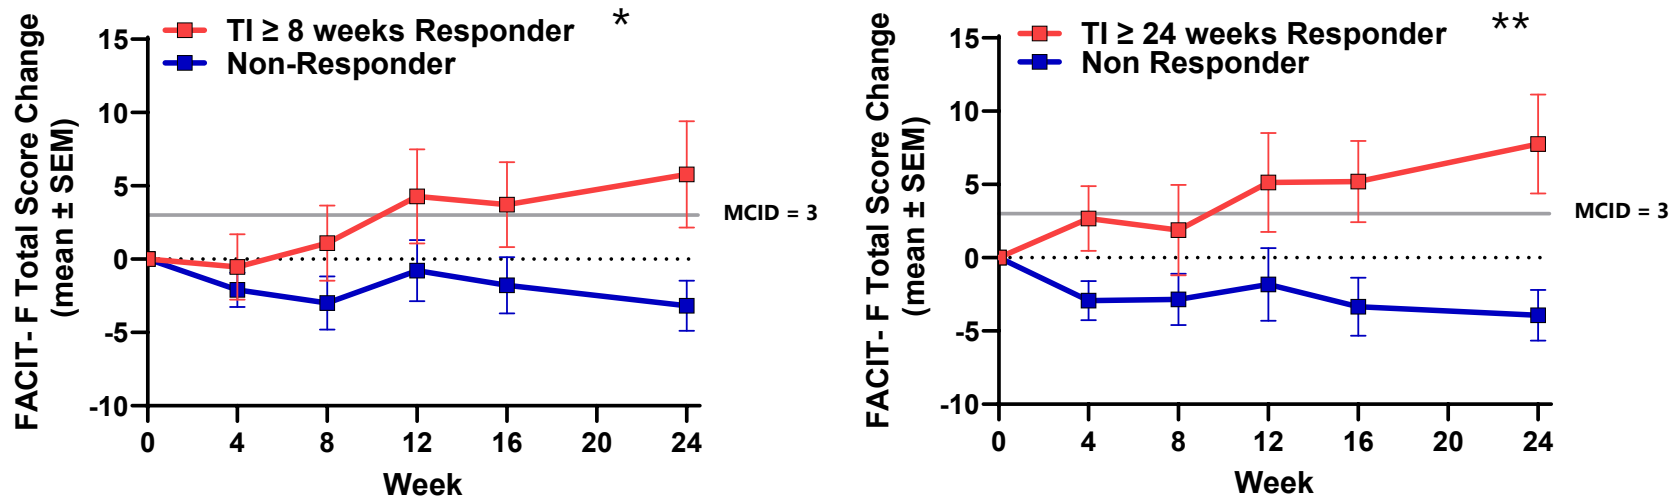 FACIT- F Total Score Change
(mean ± SEM)
TI ≥ 8 weeks Responder
Non-Responder
*
15
10
5
0
-5
-10
MCID = 3
0 4 8 12 16 20 24
Week
FACIT- F Total Score Change
(mean ± SEM)
TI ≥ 24 weeks Responder
Non Responder
**
15
10
5
0
-5
-10
MCID = 3
0 4 8 12 16 20 24
Week